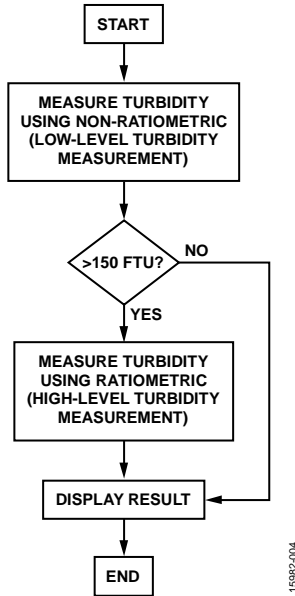 START
MEASURE TURBIDITY
USING NON-RATIOMETRIC
(LOW-LEVEL TURBIDITY
MEASUREMENT)
>150 FTU?
NO
YES
MEASURE TURBIDITY
USING RATIOMETRIC
(HIGH-LEVEL TURBIDITY
MEASUREMENT)
DISPLAY RESULT
END
15982-004